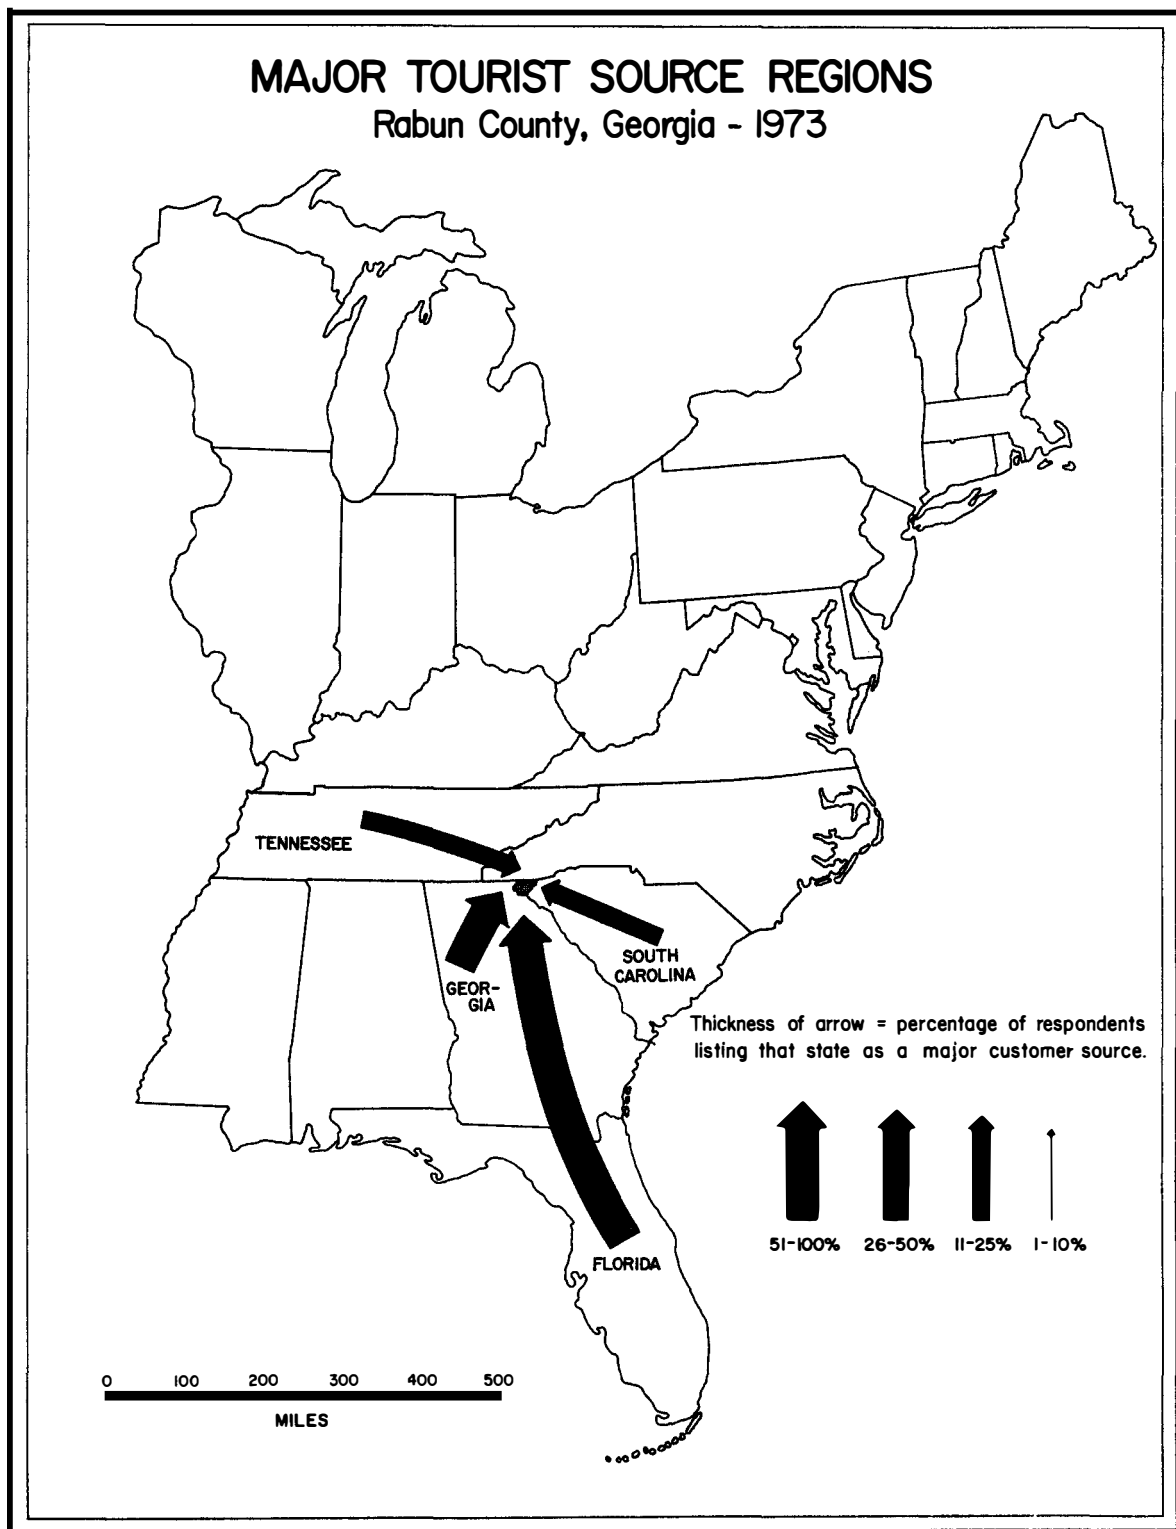 MAJOR TOURIST SOURCE REGIONS
Rabun County, Georgia - 1973
TENNESSEE
SOUTH
CAROLINA
GEOR-
GIA
Thickness of arrow = percentage of respondents
listing that state as a major customer source.
51-100% 26-50% 11-25% 1-10%
FLORIDA
0 100 200 300 400 500
MILES